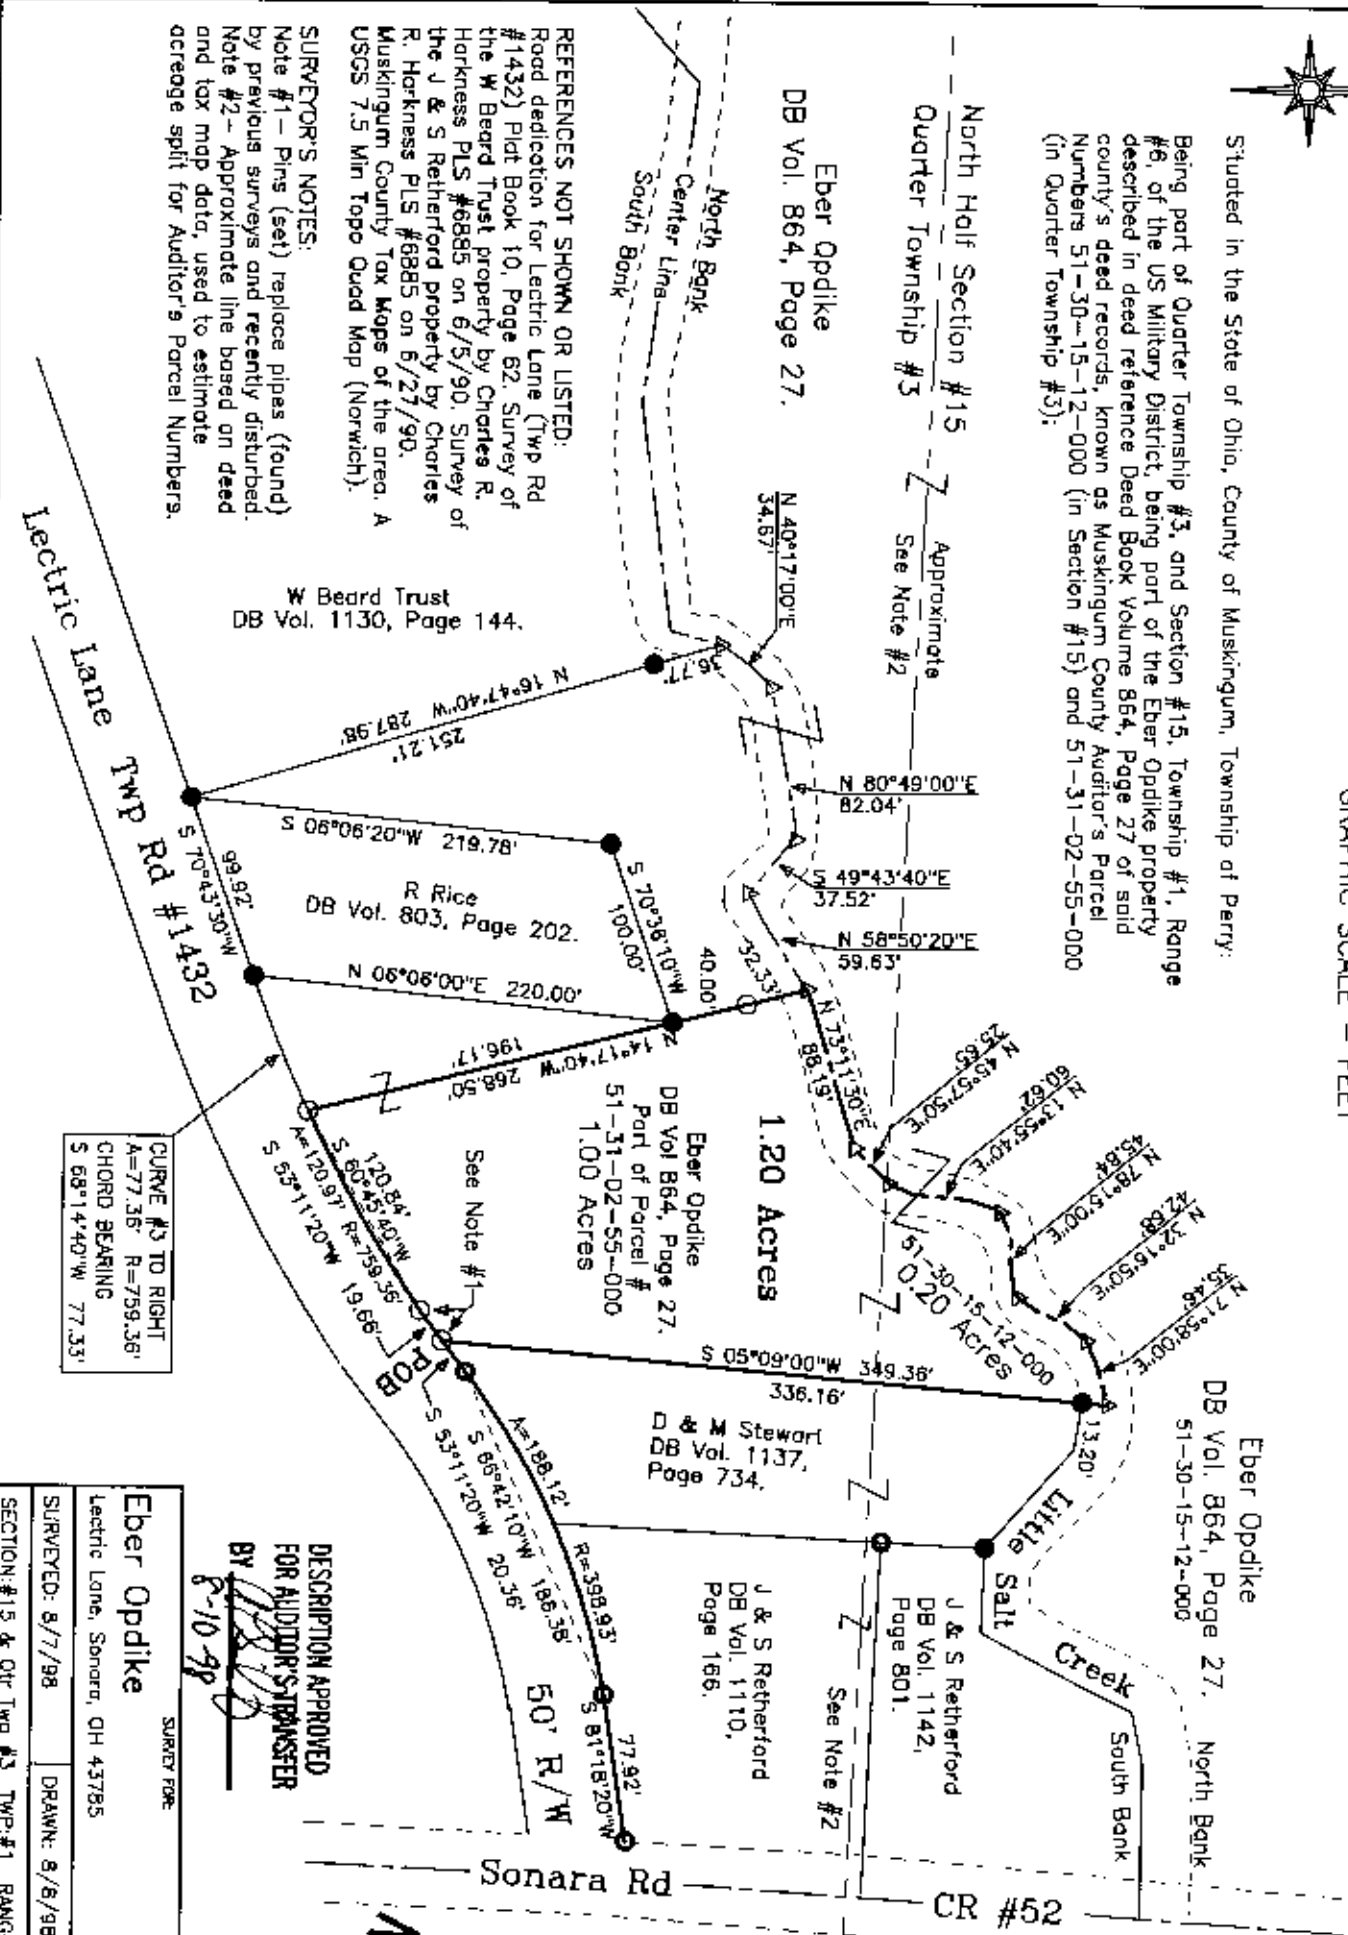 GRAPHIC SCALE - FEET
Situated in the State of Ohio, County of Muskingum, Township of Perry:
Being part of Quarter Township #3, and Section #15, Township #1, Range
#6, of the US Military District, being part of the Eber Opdike property
described in deed reference Deed Book Volume 864, Page 27 of said
county's deed records, known as Muskingum County Auditor's Parcel
Numbers 51-30-15-12-000 (in Section #15) and 51-31-02-55-000
(in Quarter Township #3):
North Half Section #15
Quarter Township #3
Approximate
See Note #2
Eber Opdike
DB Vol. 864, Page 27.
North Bank
Center Line
South Bank
REFERENCES NOT SHOWN OR LISTED:
Road dedication for Lectric Lane (Twp Rd
#1432) Plat Book 10, Page 62. Survey of
the W Beard Trust property by Charles R.
Harkness PLS #6885 on 6/5/90. Survey of
the J & S Retherford property by Charles
R. Harkness PLS #6885 on 6/27/90.
Muskingum County Tax Maps of the area. A
USGS 7.5 Min Topo Quad Map (Norwich).
SURVEYOR'S NOTES:
Note #1- Pins (set) replace pipes (found)
by previous surveys and recently disturbed.
Note #2- Approximate line based on deed
and tax map data, used to estimate
acreage split for Auditor's Parcel Numbers.
N 40°17'00"E
34.67'
N 80°49'00"E
82.04'
S 49°43'40"E
37.52'
N 58°50'20"E
59.63'
N 73°11'30"E
88.19'
N 45°57'50"E
25.65'
N 13°55'40"E
60.62'
N 78°15'00"E
45.84'
N 32°16'50"E
42.68'
N 71°58'00"E
35.46'
W Beard Trust
DB Vol. 1130, Page 144.
36.77'
N 16°47'40"W 287.98'
251.21'
S 06°06'20"W 219.78'
R Rice
DB Vol. 803, Page 202.
S 70°36'10"W
100.00'
N 06°06'00"E 220.00'
99.92'
S 70°43'30"W
32.33'
40.00'
N 14°17'40"W 268.50'
196.17'
Lectric Lane Twp Rd #1432
CURVE #3 TO RIGHT
A=77.36' R=759.36'
CHORD BEARING
S 68°14'40"W 77.33'
1.20 Acres
Eber Opdike
DB Vol 864, Page 27.
Part of Parcel #
51-31-02-55-000
1.00 Acres
See Note #1
120.84'
S 60°45'40"W
A=120.97' R=759.36'
S 53°11'20"W 19.66'
POB
51-30-15-12-000
0.20 Acres
S 05°09'00"W 349.36'
336.16'
13.20'
D & M Stewart
DB Vol. 1137,
Page 734.
A=188.12' R=398.93'
S 66°42'10"W 186.38'
S 53°11'20"W 20.36'
Eber Opdike
DB Vol. 864, Page 27,
51-30-15-12-000
Little Salt Creek
North Bank
South Bank
J & S Retherford
DB Vol. 1142,
Page 801.
See Note #2
J & S Retherford
DB Vol. 1110,
Page 166.
77.92'
S 81°18'20"W
50' R/W
Sonara Rd
CR #52
DESCRIPTION APPROVED
FOR AUDITOR'S TRANSFER
BY
8-10-98
SURVEY FOR:
Eber Opdike
Lectric Lane, Sonara, OH 43785
SURVEYED: 8/7/98
DRAWN: 8/8/98
SECTION:#15 & Qtr Twp #3 TWP:#1 RANG